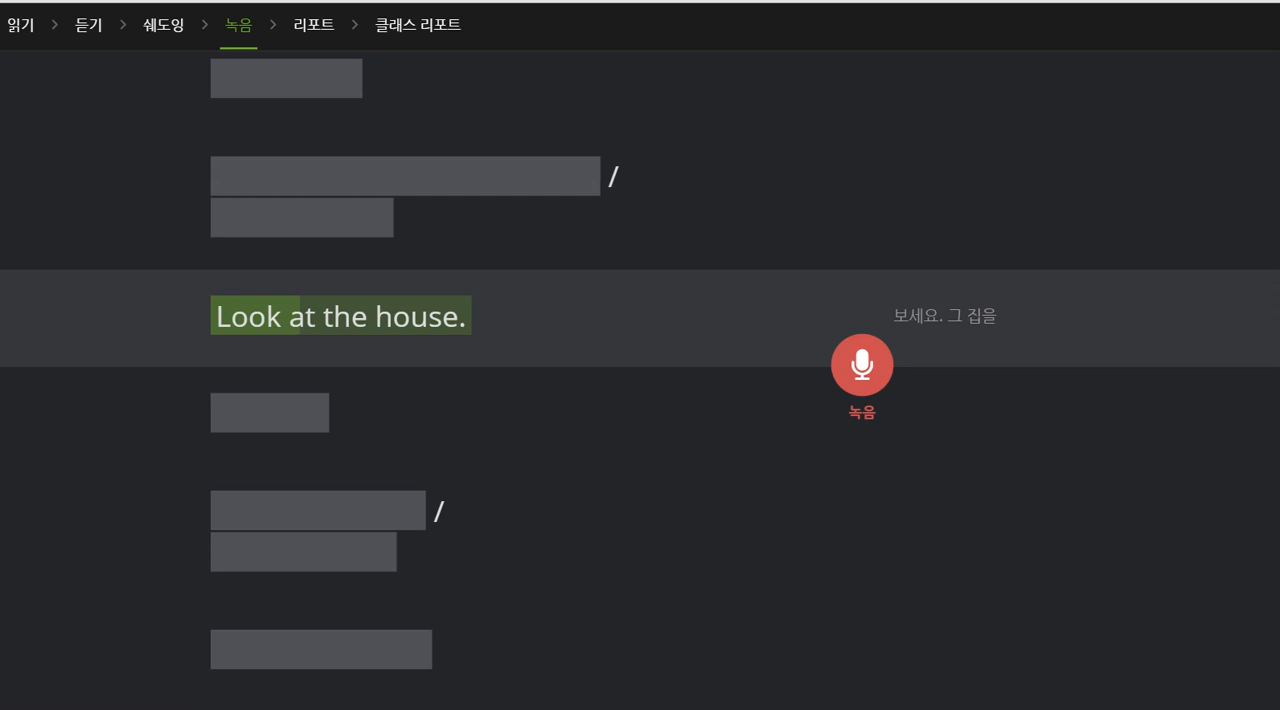 읽기 > 듣기 > 쉐도잉 > 녹음 > 리포트 > 클래스 리포트
/
Look at the house.
보세요. 그 집을
녹음
/